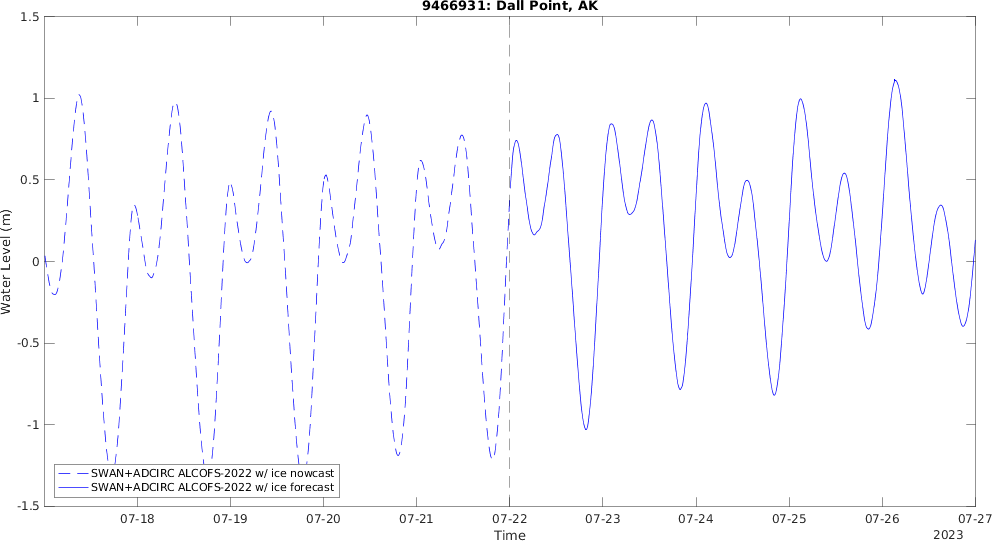 9466931: Dall Point, AK
Water Level (m)
1.5
1
0.5
0
-0.5
-1
-1.5
SWAN+ADCIRC ALCOFS-2022 w/ ice nowcast
SWAN+ADCIRC ALCOFS-2022 w/ ice forecast
07-18 07-19 07-20 07-21 07-22 07-23 07-24 07-25 07-26 07-27
Time
2023